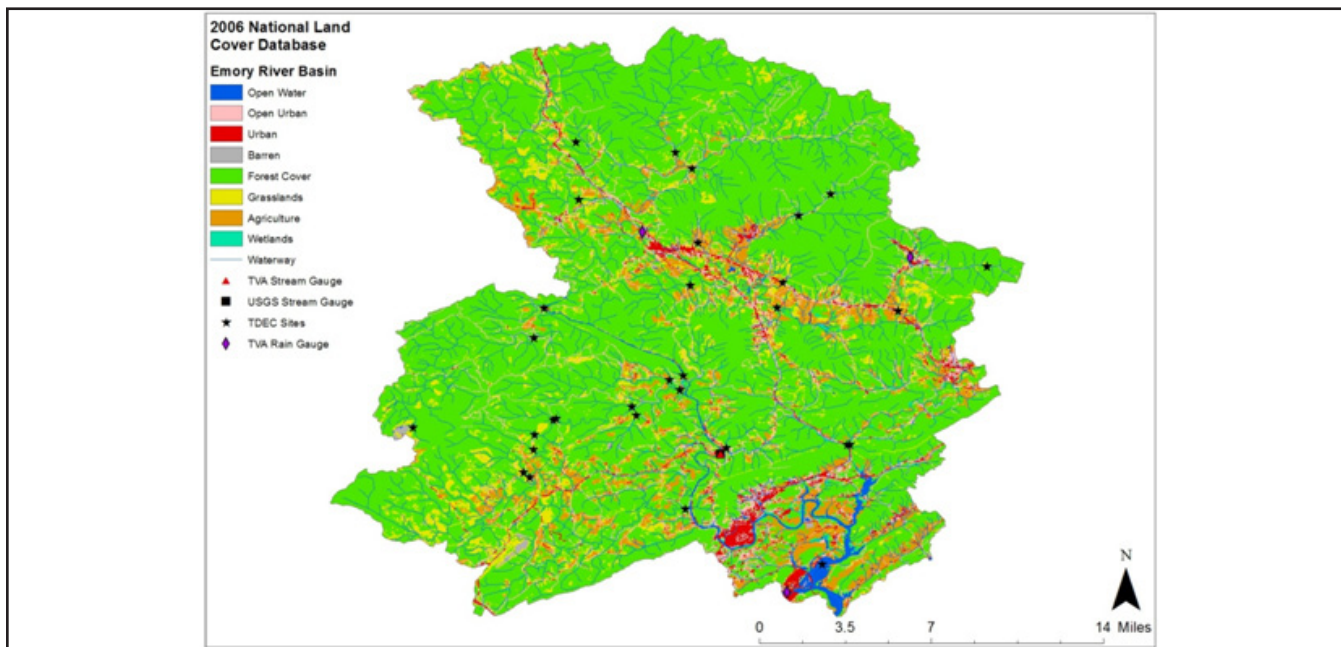 2006 National Land
Cover Database
Emory River Basin
Open Water
Open Urban
Urban
Barren
Forest Cover
Grasslands
Agriculture
Wetlands
Waterway
TVA Stream Gauge
USGS Stream Gauge
TDEC Sites
TVA Rain Gauge
N
0 3.5 7 14 Miles